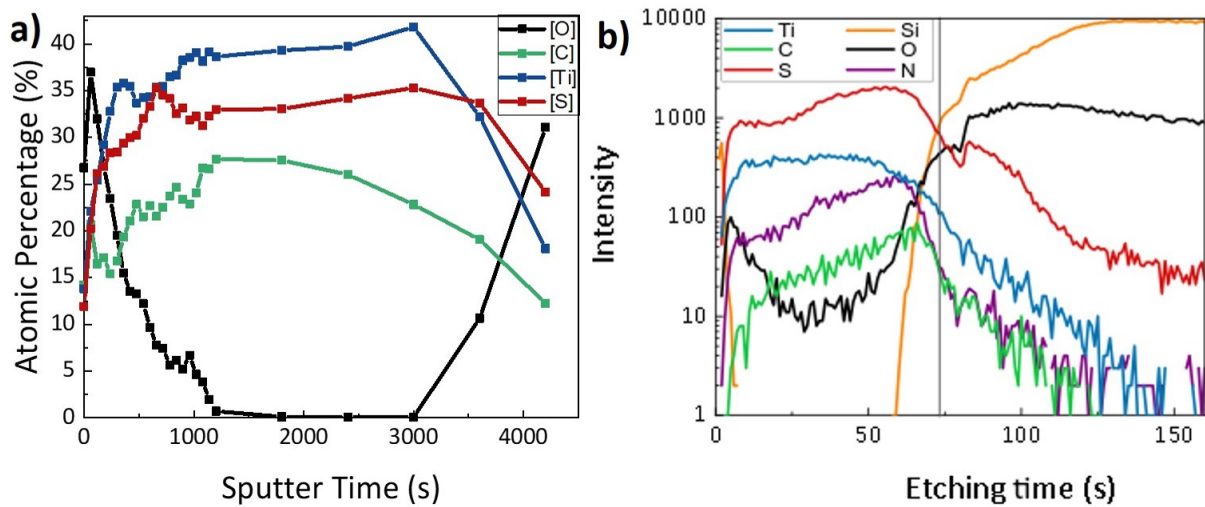 a)
Atomic Percentage (%)
40
35
30
25
20
15
10
5
0
0 1000 2000 3000 4000
Sputter Time (s)
[O]
[C]
[Ti]
[S]
b)
Intensity
10000
1000
100
10
1
0 50 100 150
Etching time (s)
Ti Si
C O
S N